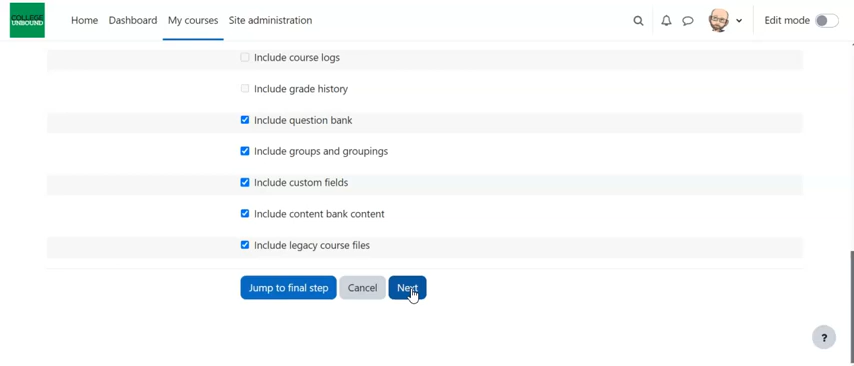 COLLEGE
UNBOUND
Home Dashboard My courses Site administration Edit mode
Include course logs
Include grade history
Include question bank
Include groups and groupings
Include custom fields
Include content bank content
Include legacy course files
Jump to final step Cancel Next
?